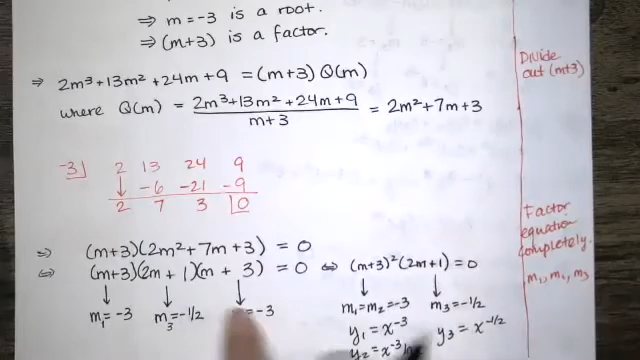 ⇒ m = -3 is a root.
⇒ (m+3) is a factor.
⇒ 2m³+13m²+24m+9 = (m+3) Q(m)
where Q(m) = (2m³+13m²+24m+9)/(m+3) = 2m²+7m+3
Divide
out (m+3)
-3⌋ 2 13 24 9
↓ -6 -21 -9
2 7 3 |0
⇒ (m+3)(2m²+7m+3) = 0
⇔ (m+3)(2m+1)(m+3) = 0 ⇔ (m+3)²(2m+1) = 0
↓ ↓ ↓ ↓ ↓
m₁ = -3 m₃ = -1/2 = -3 m₁=m₂=-3 m₃=-1/2
y₁ = x⁻³ y₃ = x^(-1/2)
y₂ = x⁻³
Factor
equation
completely.
m₁, m₂, m₃